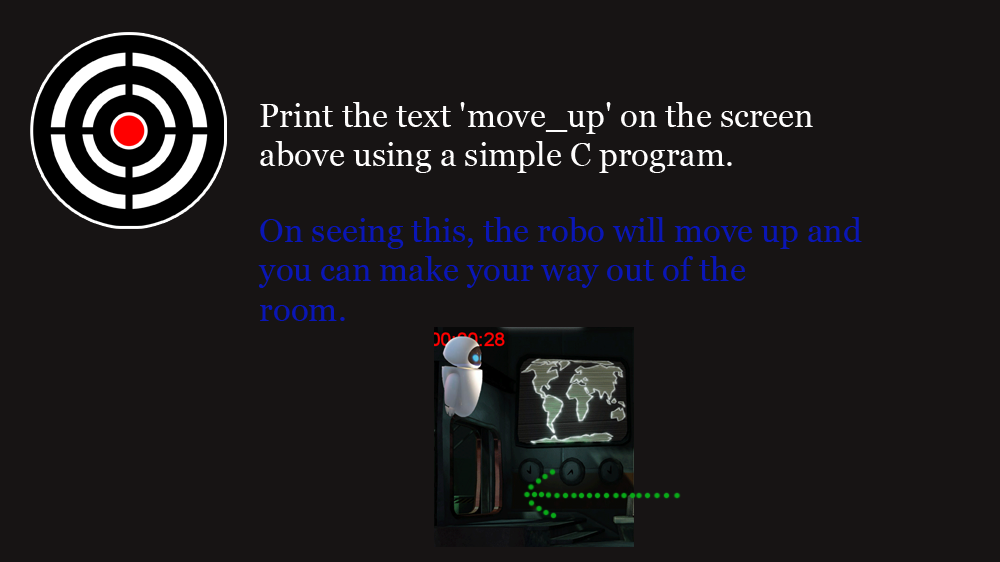 Print the text 'move_up' on the screen
above using a simple C program.
On seeing this, the robo will move up and
you can make your way out of the
room.